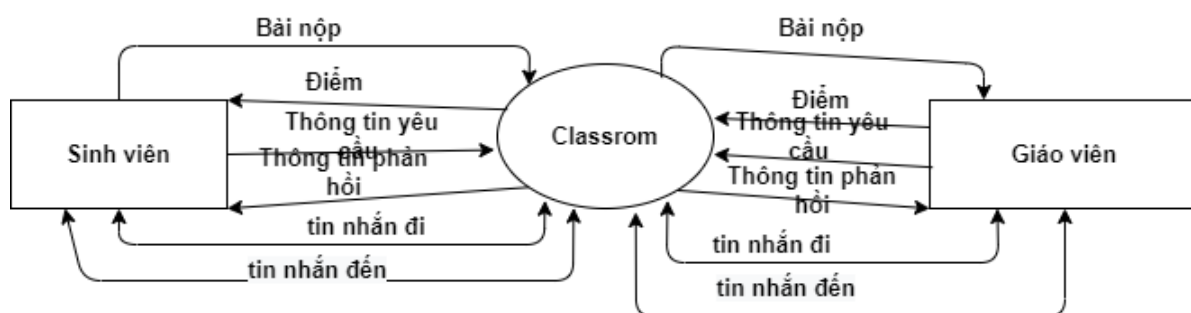 Bài nộp
Bài nộp
Điểm
Điểm
Thông tin yêu
cầu
Thông tin yêu
cầu
Sinh viên
Classrom
Giáo viên
Thông tin phản
hồi
Thông tin phản
hồi
tin nhắn đi
tin nhắn đi
tin nhắn đến
tin nhắn đến